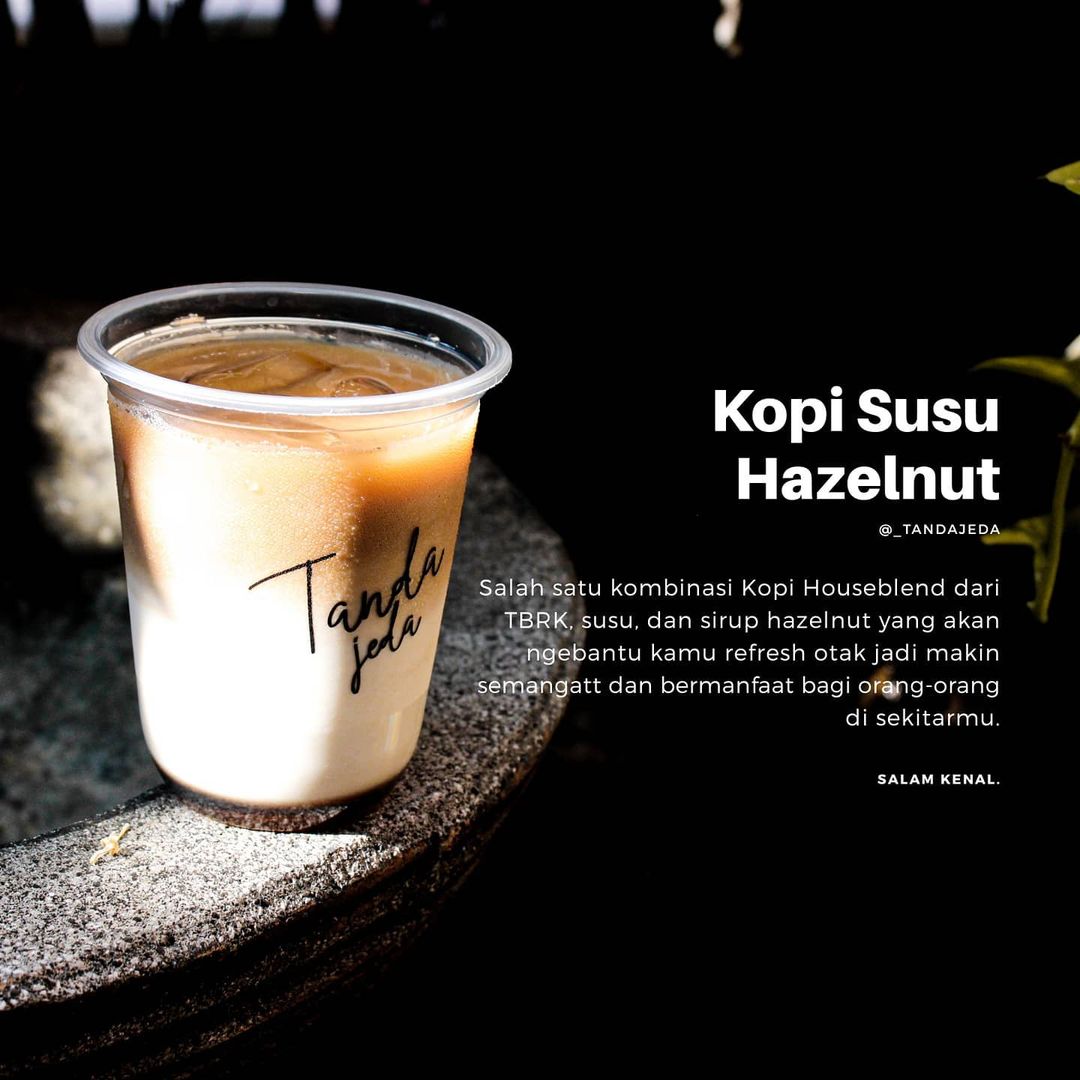 Tanda
jeda
Kopi Susu
Hazelnut
@_TANDAJEDA
Salah satu kombinasi Kopi Houseblend dari
TBRK, susu, dan sirup hazelnut yang akan
ngebantu kamu refresh otak jadi makin
semangatt dan bermanfaat bagi orang-orang
di sekitarmu.
SALAM KENAL.